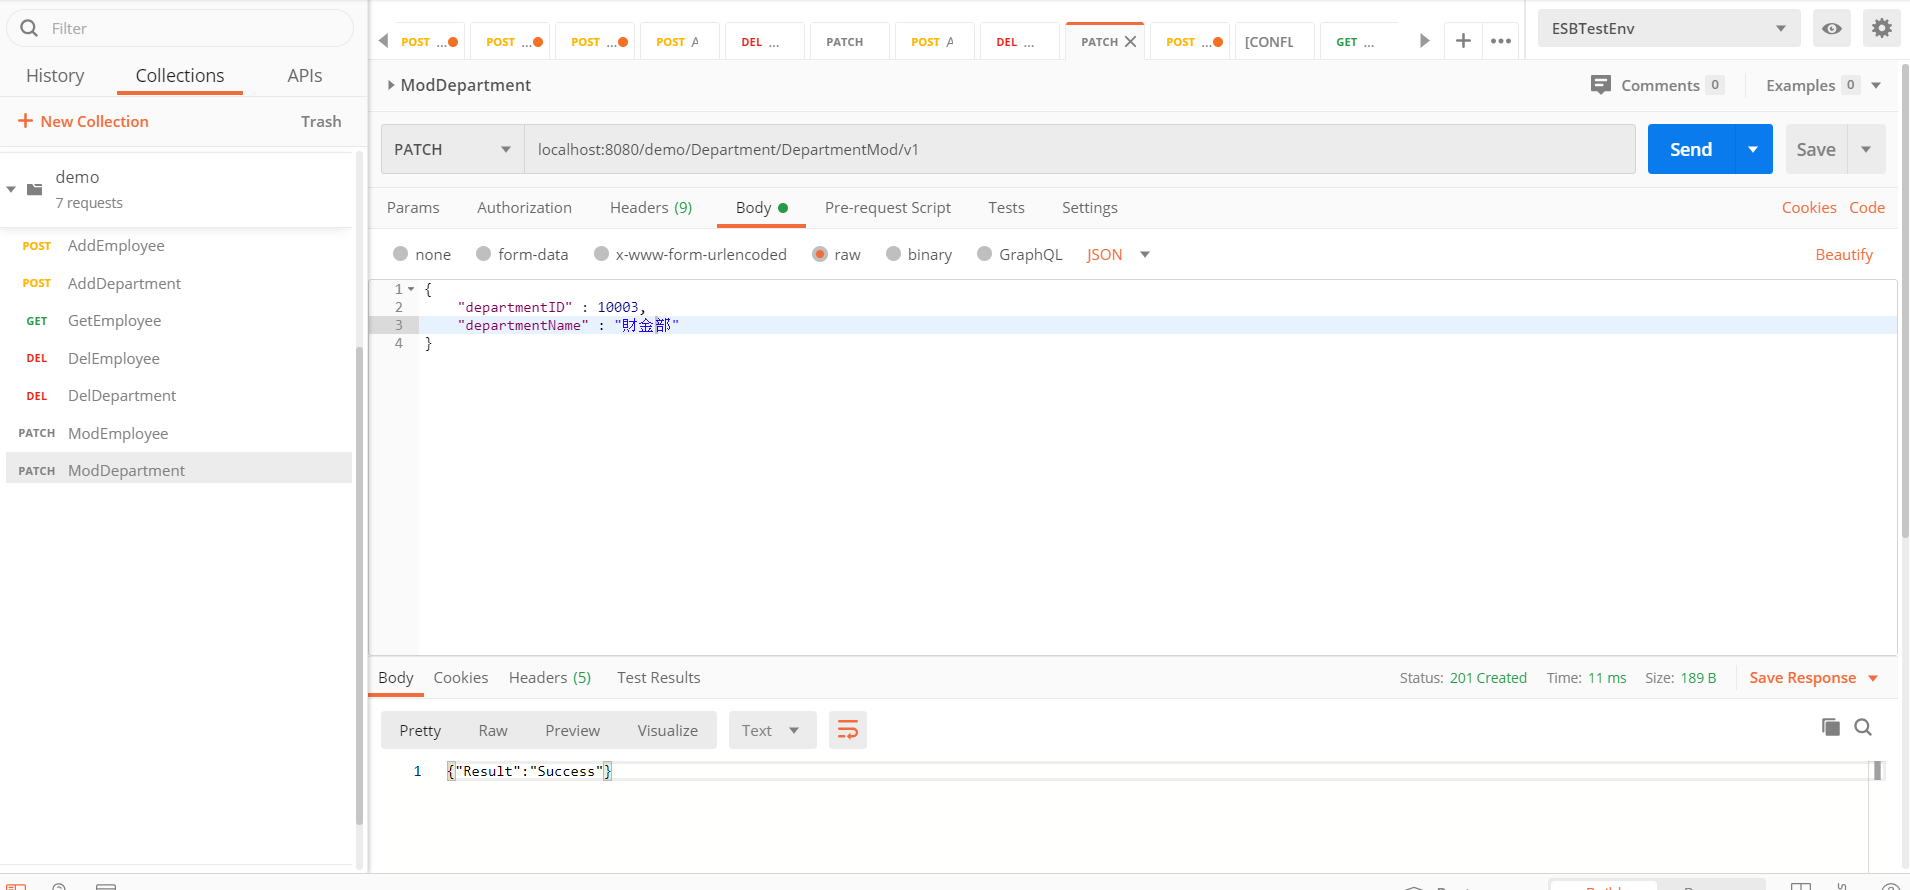 Filter
History Collections APIs
+ New Collection Trash
demo
7 requests
POST AddEmployee
POST AddDepartment
GET GetEmployee
DEL DelEmployee
DEL DelDepartment
PATCH ModEmployee
PATCH ModDepartment
POST ... POST ... POST ... POST A DEL ... PATCH POST A DEL ... PATCH POST ... [CONFL GET ... ESBTestEnv
ModDepartment Comments 0 Examples 0
PATCH localhost:8080/demo/Department/DepartmentMod/v1 Send Save
Params Authorization Headers (9) Body Pre-request Script Tests Settings Cookies Code
none form-data x-www-form-urlencoded raw binary GraphQL JSON Beautify
1 {
2 "departmentID" : 10003,
3 "departmentName" : "財金部"
4 }
Body Cookies Headers (5) Test Results Status: 201 Created Time: 11 ms Size: 189 B Save Response
Pretty Raw Preview Visualize Text
1 {"Result":"Success"}